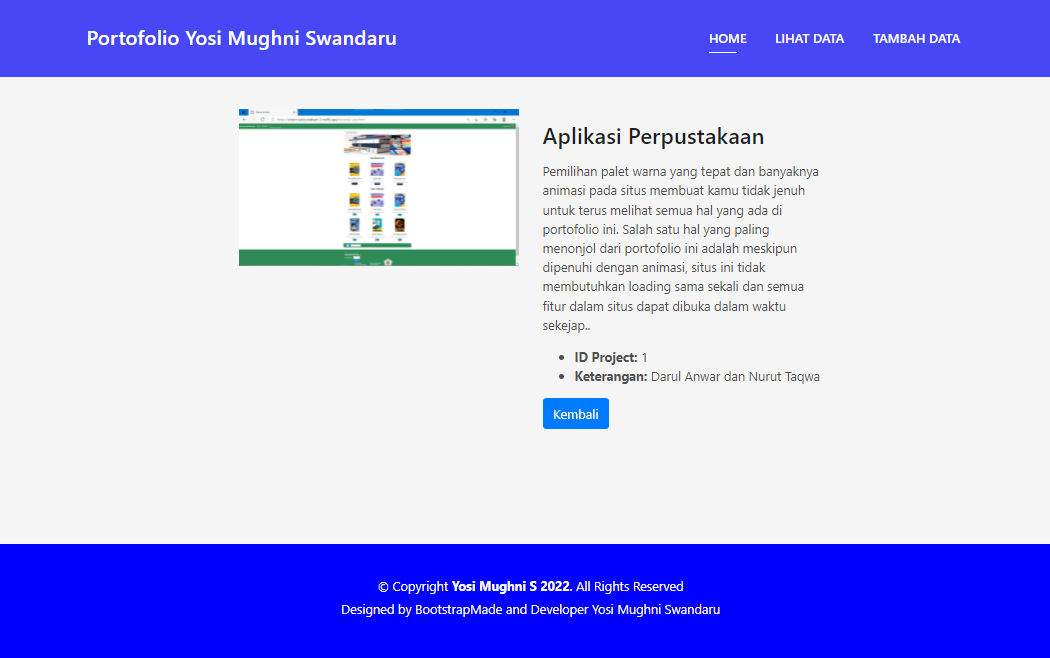 Portofolio Yosi Mughni Swandaru
HOME
LIHAT DATA
TAMBAH DATA
Aplikasi Perpustakaan
Pemilihan palet warna yang tepat dan banyaknya
animasi pada situs membuat kamu tidak jenuh
untuk terus melihat semua hal yang ada di
portofolio ini. Salah satu hal yang paling
menonjol dari portofolio ini adalah meskipun
dipenuhi dengan animasi, situs ini tidak
membutuhkan loading sama sekali dan semua
fitur dalam situs dapat dibuka dalam waktu
sekejap..
ID Project: 1
Keterangan: Darul Anwar dan Nurut Taqwa
Kembali
© Copyright Yosi Mughni S 2022. All Rights Reserved
Designed by BootstrapMade and Developer Yosi Mughni Swandaru